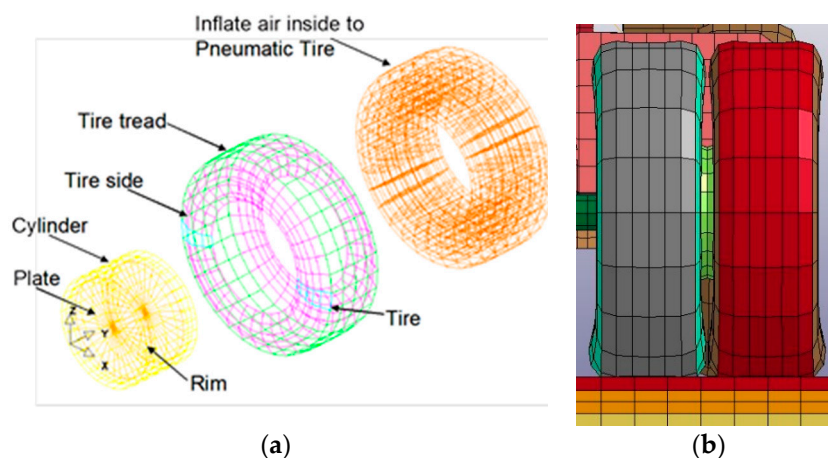 Inflate air inside to
Pneumatic Tire
Tire tread
Tire side
Cylinder
Plate
Z
Y
X
Tire
Rim
(a)
(b)